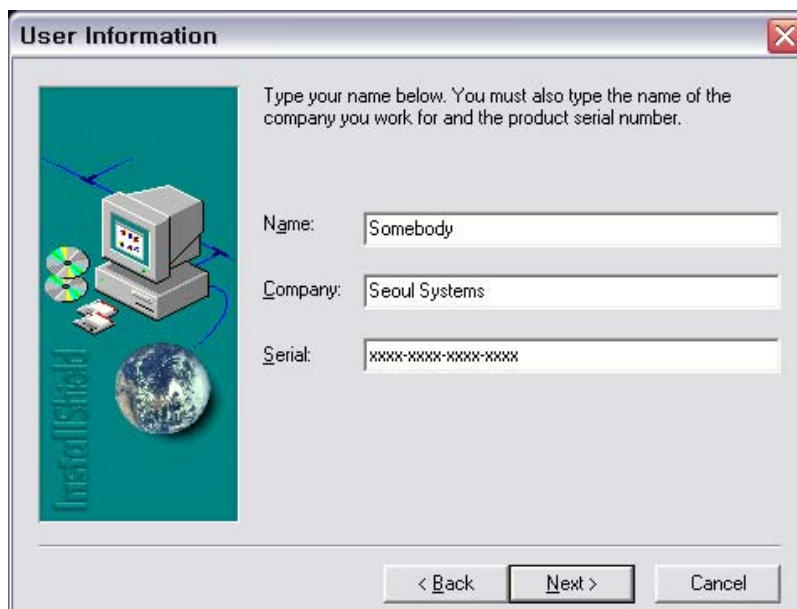 User Information
Type your name below. You must also type the name of the
company you work for and the product serial number.
Name:
Somebody
Company:
Seoul Systems
Serial:
xxxx-xxxx-xxxx-xxxx
InstallShield
< Back
Next >
Cancel